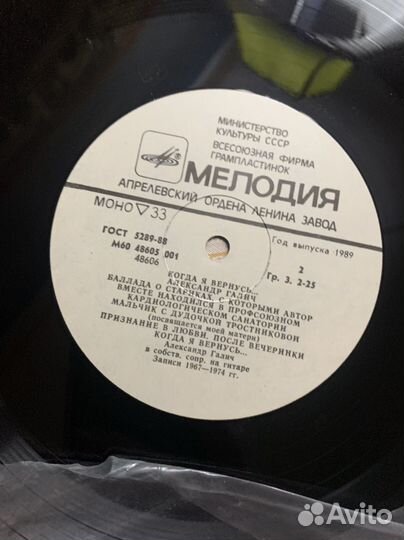 МИНИСТЕРСТВО
КУЛЬТУРЫ СССР
ВСЕСОЮЗНАЯ ФИРМА
ГРАМПЛАСТИНОК
МЕЛОДИЯ
АПРЕЛЕВСКИЙ ОРДЕНА ЛЕНИНА ЗАВОД
МОНО ▽ 33
Год выпуска 1989
ГОСТ 5289-88
2
М60 48605 001
Гр. 3. 2-25
48606
КОГДА Я ВЕРНУСЬ...
АЛЕКСАНДР ГАЛИЧ
БАЛЛАДА О СТАРИКАХ, С КОТОРЫМИ АВТОР
ВМЕСТЕ НАХОДИЛСЯ В ПРОФСОЮЗНОМ
КАРДИОЛОГИЧЕСКОМ САНАТОРИИ
МАЛЬЧИК С ДУДОЧКОЙ ТРОСТНИКОВОЙ
(посвящается моей матери)
ПРИЗНАНИЕ В ЛЮБВИ. ПОСЛЕ ВЕЧЕРИНКИ
КОГДА Я ВЕРНУСЬ...
Александр Галич
в собств. сопр. на гитаре
Записи 1967—1974 гг.
Avito